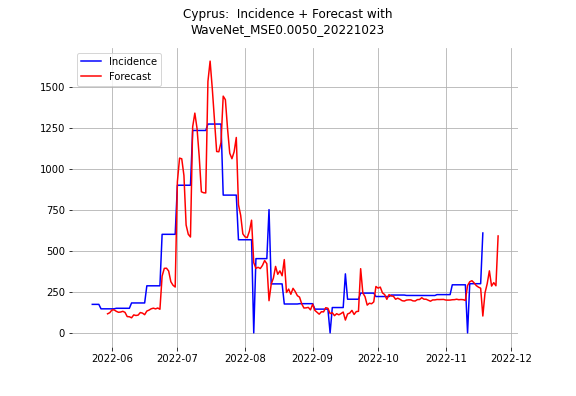 Cyprus:  Incidence + Forecast with
WaveNet_MSE0.0050_20221023
Incidence
Forecast
1500
1250
1000
750
500
250
0
2022-06 2022-07 2022-08 2022-09 2022-10 2022-11 2022-12